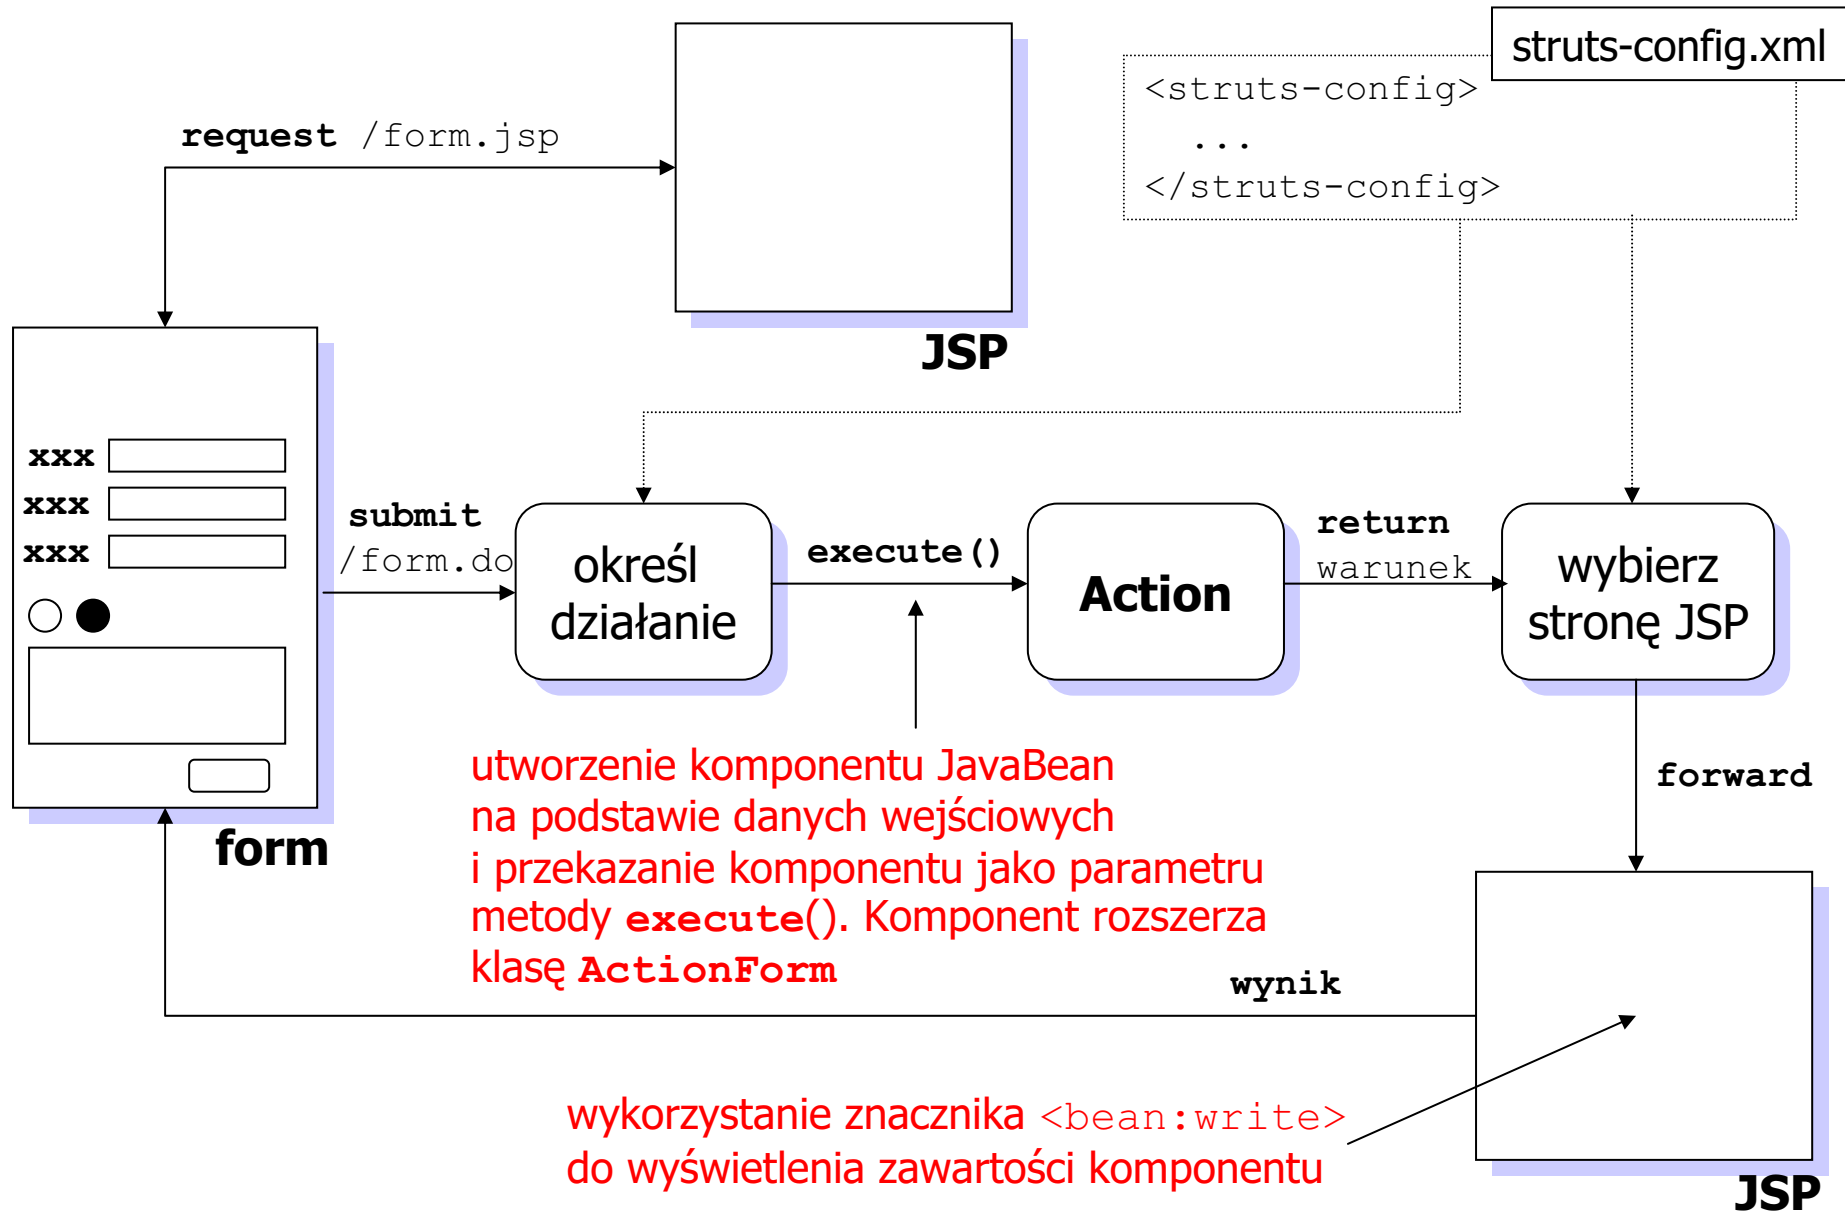 struts-config.xml
<struts-config>
...
</struts-config>
request /form.jsp
JSP
xxx
xxx
xxx
form
submit
/form.do
określ
działanie
execute()
Action
return
warunek
wybierz
stronę JSP
utworzenie komponentu JavaBean
na podstawie danych wejściowych
i przekazanie komponentu jako parametru
metody execute(). Komponent rozszerza
klasę ActionForm
forward
wynik
wykorzystanie znacznika <bean:write>
do wyświetlenia zawartości komponentu
JSP